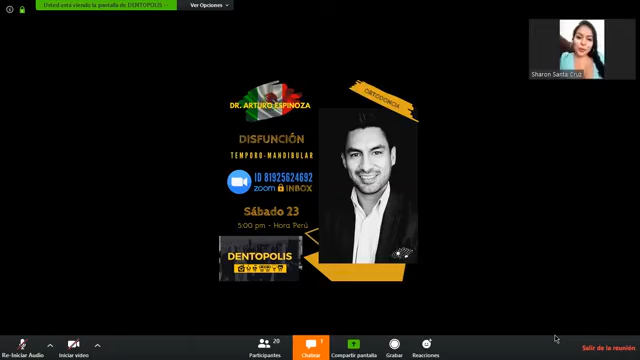 Usted está viendo la pantalla de DENTOPOLIS
Ver Opciones
Sharon Santa Cruz
DR. ARTURO ESPINOZA
ORTODONCIA
DISFUNCIÓN
TEMPORO-MANDIBULAR
ID 81925624692
zoom INBOX
Sábado 23
5:00 pm - Hora Perú
DENTOPOLIS
Re-Iniciar Audio
Iniciar video
20
Participantes
1
Chatear
Compartir pantalla
Grabar
Reacciones
Salir de la reunión